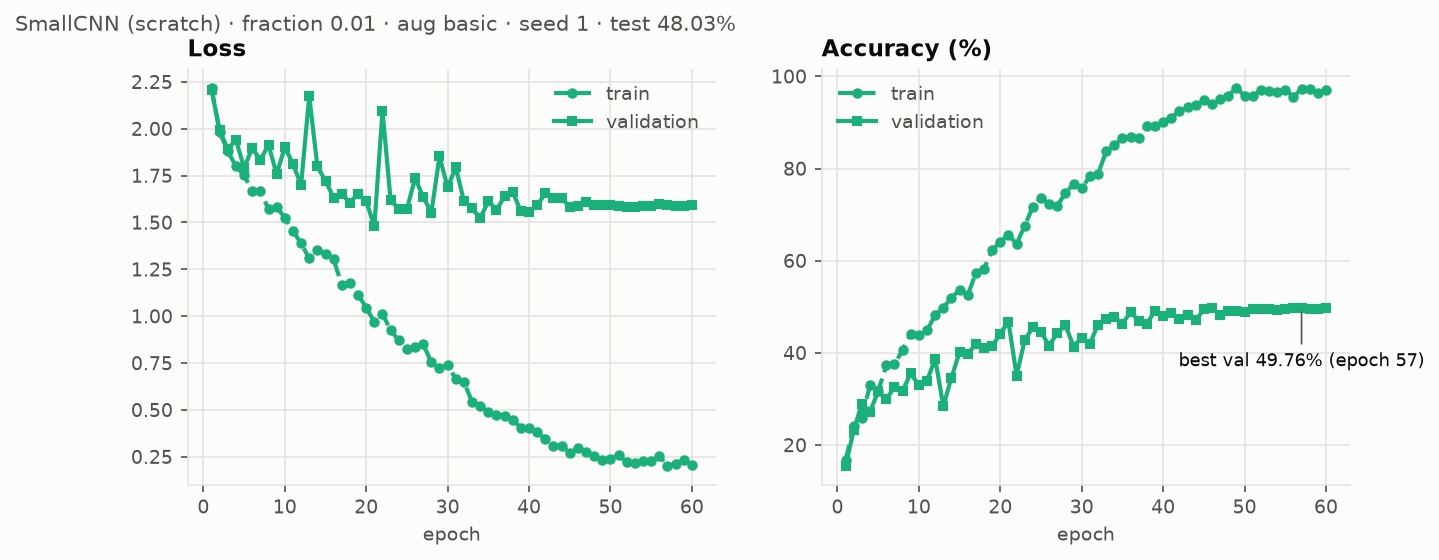 SmallCNN (scratch) · fraction 0.01 · aug basic · seed 1 · test 48.03%
Loss
2.25
2.00
1.75
1.50
1.25
1.00
0.75
0.50
0.25
0 10 20 30 40 50 60
epoch
train
validation
Accuracy (%)
100
80
60
40
20
0 10 20 30 40 50 60
epoch
train
validation
best val 49.76% (epoch 57)